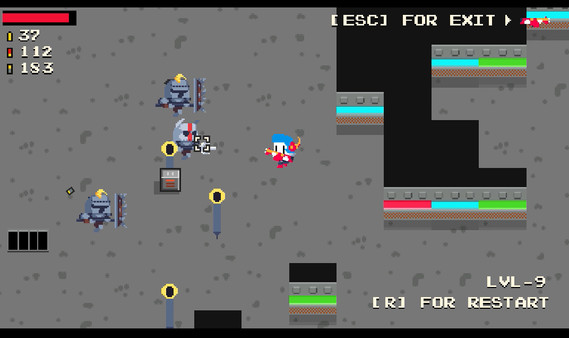 [ESC] FOR EXIT
37
112
183
LVL-9
[R] FOR RESTART